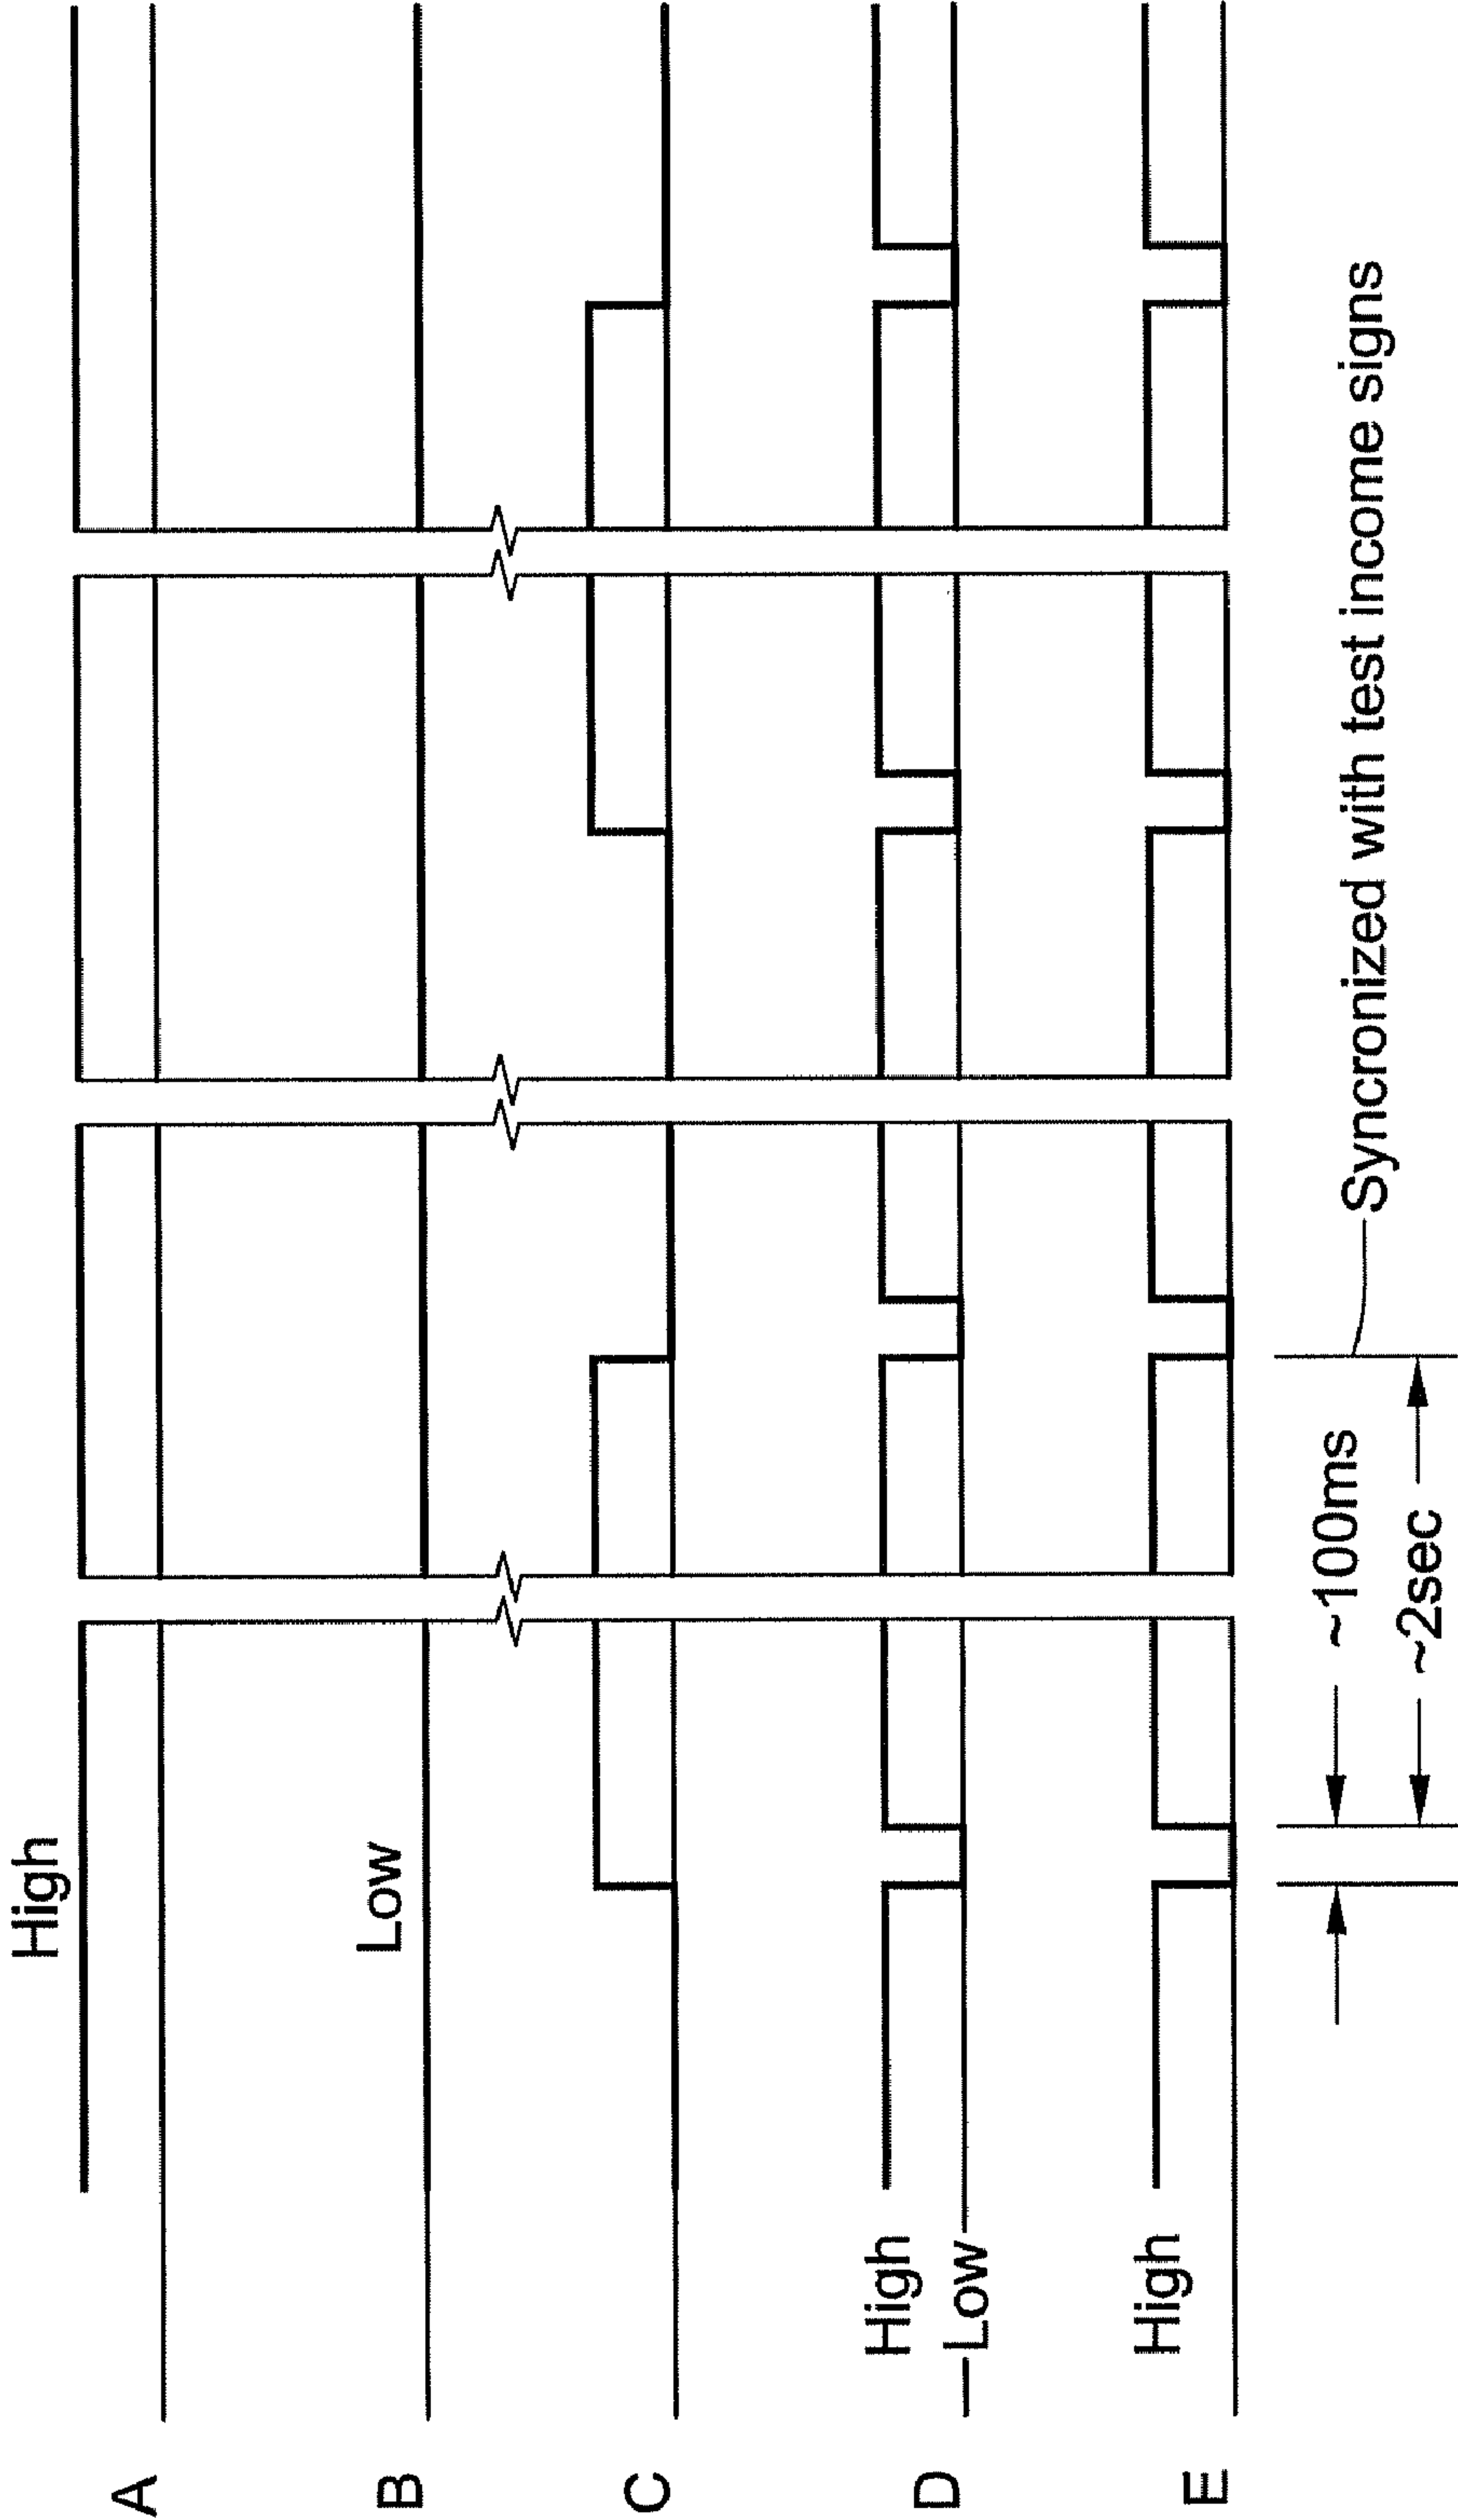 A
High
B
Low
C
D
High
Low
E
High
~100ms
~2sec
Syncronized with test income signs